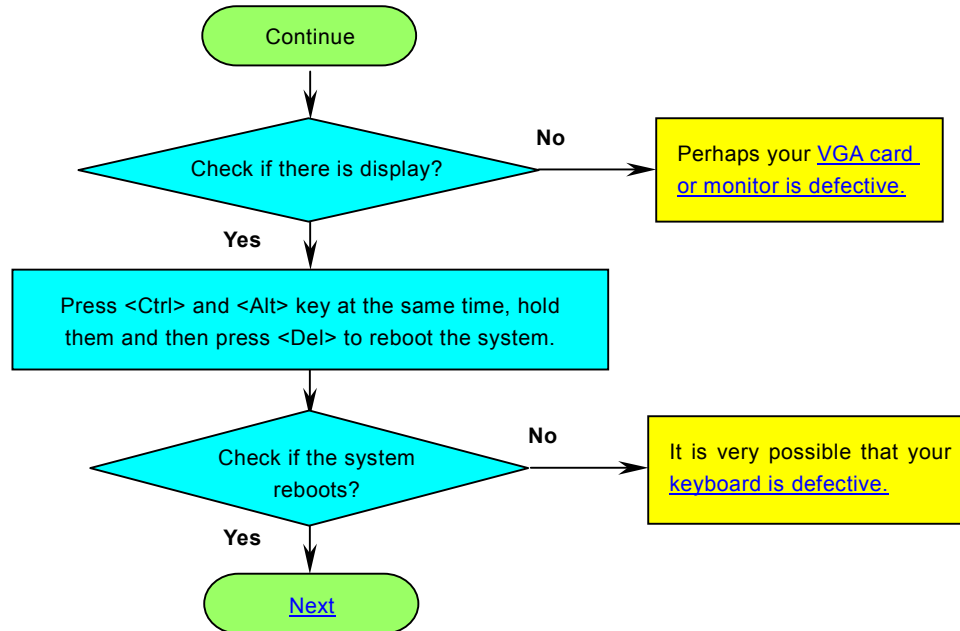 Continue
Check if there is display?
No
Perhaps your VGA card
or monitor is defective.
Yes
Press <Ctrl> and <Alt> key at the same time, hold
them and then press <Del> to reboot the system.
Check if the system
reboots?
No
It is very possible that your
keyboard is defective.
Yes
Next